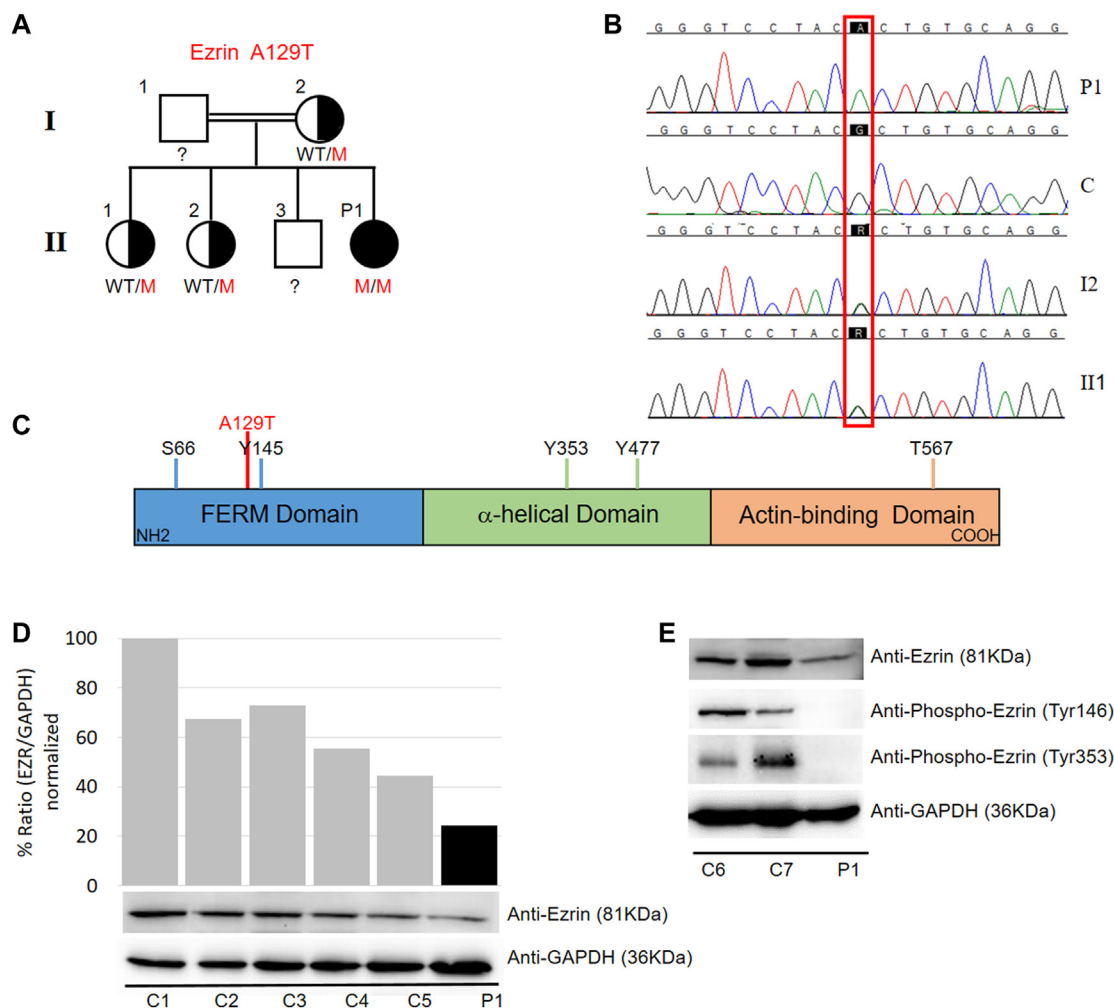 A
Ezrin A129T
1
2
I
?
WT/M
1
2
3
P1
II
WT/M
WT/M
?
M/M
B
G G G T C C T A C A C T G T G C A G G
P1
G G G T C C T A C G C T G T G C A G G
C
G G G T C C T A C R C T G T G C A G G
I2
G G G T C C T A C R C T G T G C A G G
II1
C
A129T
S66
Y145
Y353
Y477
T567
FERM Domain
α-helical Domain
Actin-binding Domain
NH2
COOH
D
% Ratio (EZR/GAPDH)
normalized
100
80
60
40
20
0
Anti-Ezrin (81KDa)
Anti-GAPDH (36KDa)
C1 C2 C3 C4 C5 P1
E
Anti-Ezrin (81KDa)
Anti-Phospho-Ezrin (Tyr146)
Anti-Phospho-Ezrin (Tyr353)
Anti-GAPDH (36KDa)
C6 C7 P1